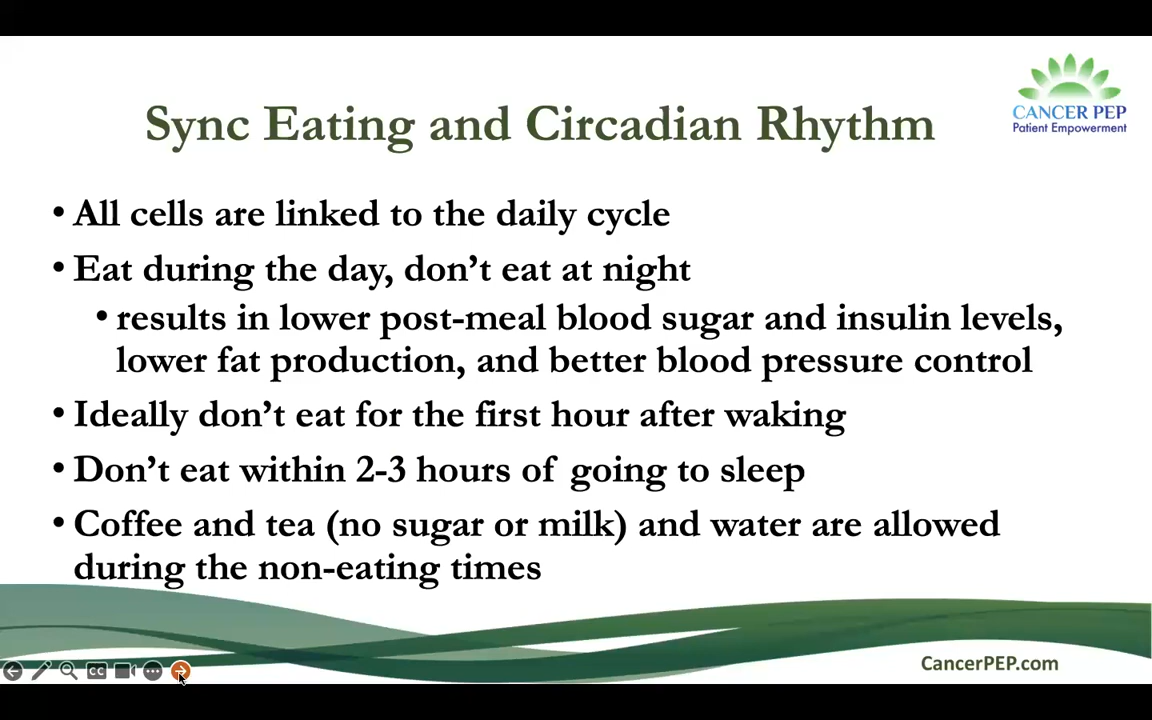 CANCER PEP
Patient Empowerment
Sync Eating and Circadian Rhythm
• All cells are linked to the daily cycle
• Eat during the day, don’t eat at night
• results in lower post-meal blood sugar and insulin levels,
lower fat production, and better blood pressure control
• Ideally don’t eat for the first hour after waking
• Don’t eat within 2-3 hours of going to sleep
• Coffee and tea (no sugar or milk) and water are allowed
during the non-eating times
CC
CancerPEP.com